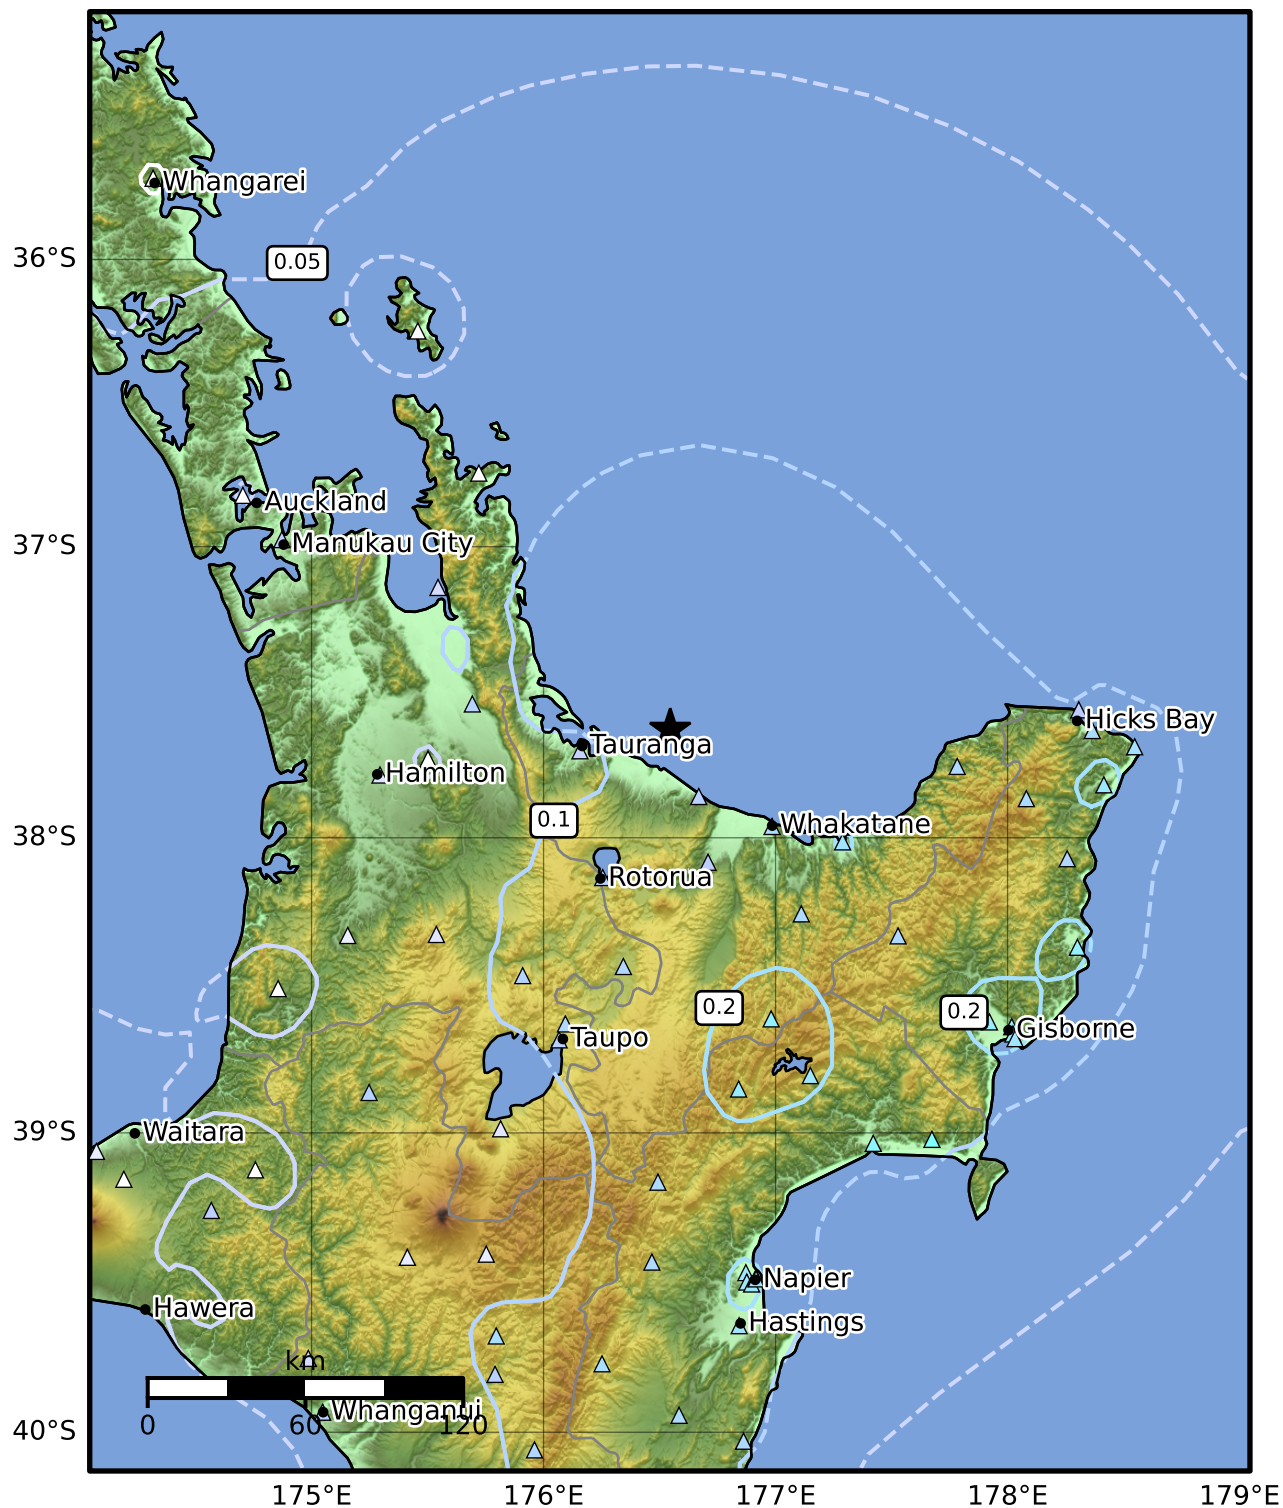 Whangarei
36°S
0.05
Auckland
37°S
Manukau City
Hicks Bay
Tauranga
Hamilton
0.1
Whakatane
38°S
Rotorua
0.2
0.2
Gisborne
Taupo
39°S
Waitara
Napier
Hawera
Hastings
km
Whanganui
0 60 120
40°S
175°E 176°E 177°E 178°E 179°E